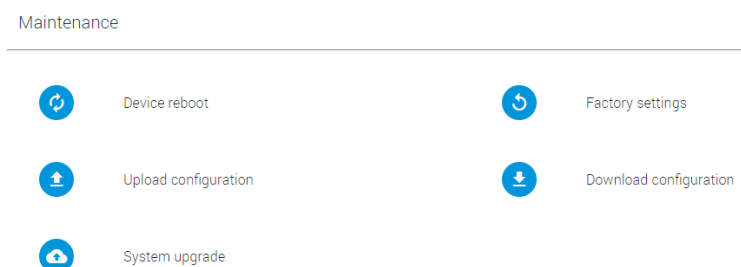 Maintenance
Device reboot
Factory settings
Upload configuration
Download configuration
System upgrade